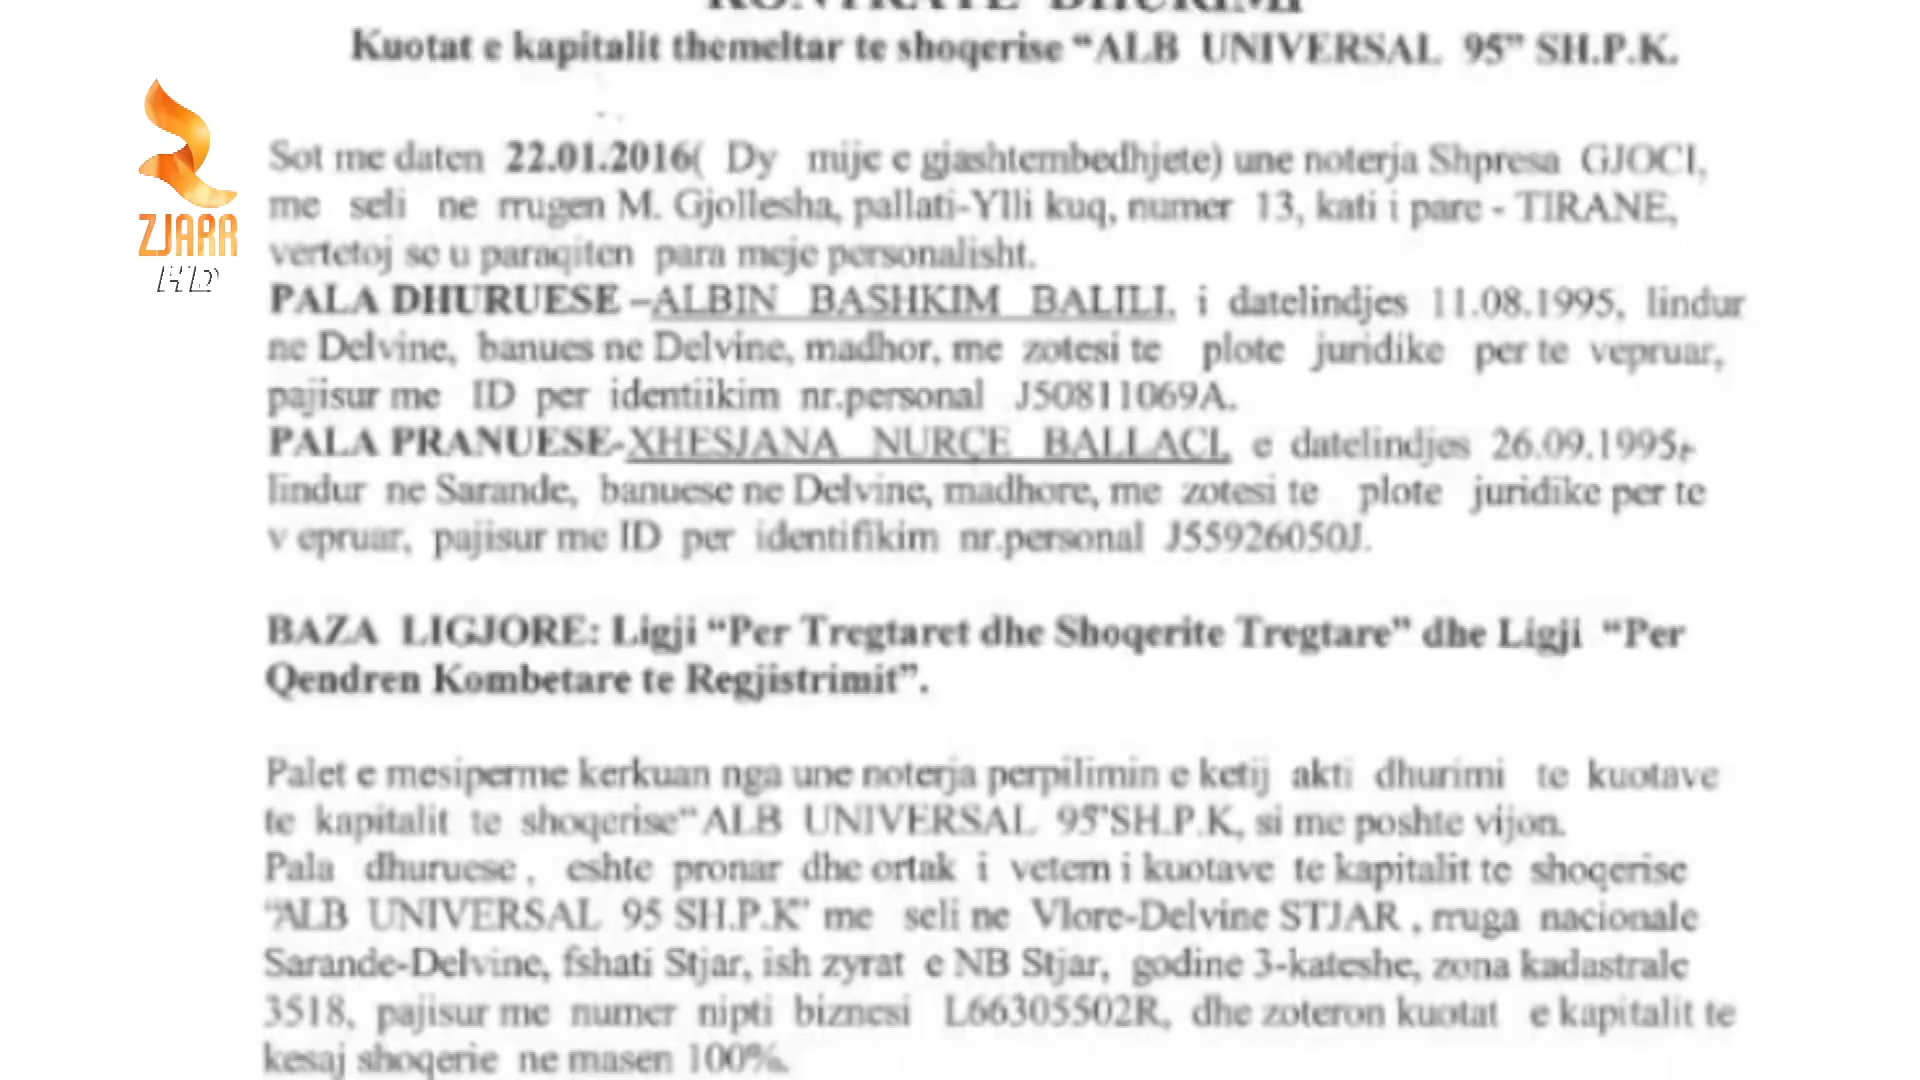 KONTRATE DHURIMI
Kuotat e kapitalit themeltar te shoqerise “ALB UNIVERSAL 95” SH.P.K.
Sot me daten 22.01.2016( Dy mije e gjashtembedhjete) une noterja Shpresa GJOCI,
me seli ne rrugen M. Gjollesha, pallati-Ylli kuq, numer 13, kati i pare - TIRANE,
vertetoj se u paraqiten para meje personalisht.
PALA DHURUESE –ALBIN BASHKIM BALILI, i datelindjes 11.08.1995, lindur
ne Delvine, banues ne Delvine, madhor, me zotesi te plote juridike per te vepruar,
pajisur me ID per identiikim nr.personal J50811069A.
PALA PRANUESE-XHESJANA NURÇE BALLACI, e datelindjes 26.09.1995,
lindur ne Sarande, banuese ne Delvine, madhore, me zotesi te plote juridike per te
v epruar, pajisur me ID per identifikim nr.personal J55926050J.
BAZA LIGJORE: Ligji “Per Tregtaret dhe Shoqerite Tregtare” dhe Ligji “Per
Qendren Kombetare te Regjistrimit”.
Palet e mesiperme kerkuan nga une noterja perpilimin e ketij akti dhurimi te kuotave
te kapitalit te shoqerise“ALB UNIVERSAL 95”SH.P.K, si me poshte vijon.
Pala dhuruese , eshte pronar dhe ortak i vetem i kuotave te kapitalit te shoqerise
“ALB UNIVERSAL 95 SH.P.K” me seli ne Vlore-Delvine STJAR , rruga nacionale
Sarande-Delvine, fshati Stjar, ish zyrat e NB Stjar, godine 3-kateshe, zona kadastrale
3518, pajisur me numer nipti biznesi L66305502R, dhe zoteron kuotat e kapitalit te
kesaj shoqerie ne masen 100%.
ZJARR
HD